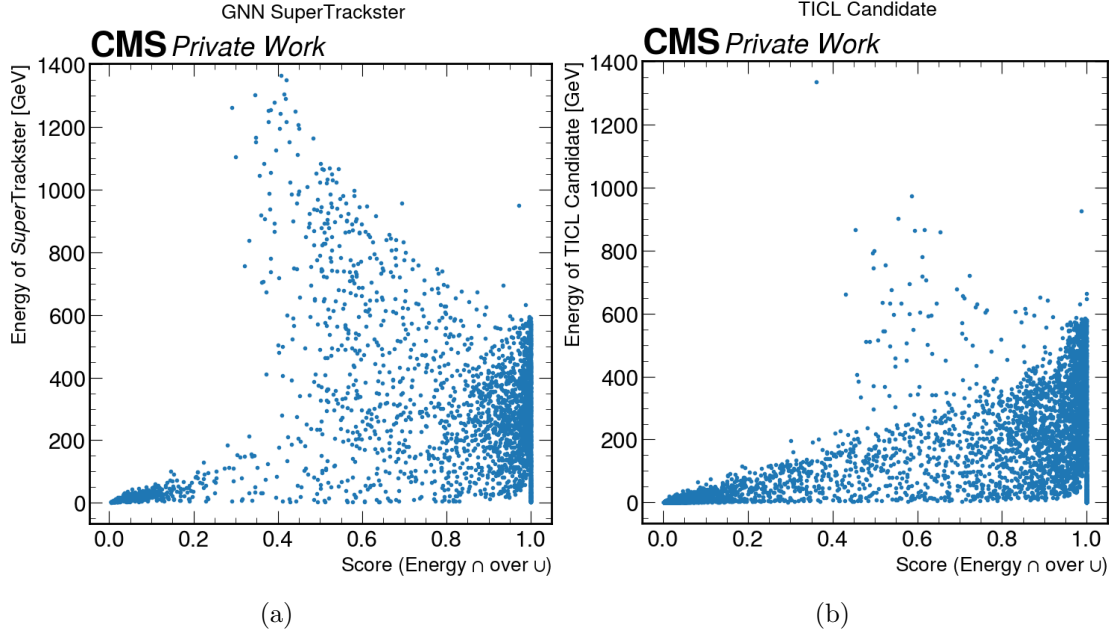 GNN SuperTrackster
CMS Private Work
Energy of SuperTrackster [GeV]
1400
1200
1000
800
600
400
200
0
0.0 0.2 0.4 0.6 0.8 1.0
Score (Energy ∩ over ∪)
(a)
TICL Candidate
CMS Private Work
Energy of TICL Candidate [GeV]
1400
1200
1000
800
600
400
200
0
0.0 0.2 0.4 0.6 0.8 1.0
Score (Energy ∩ over ∪)
(b)